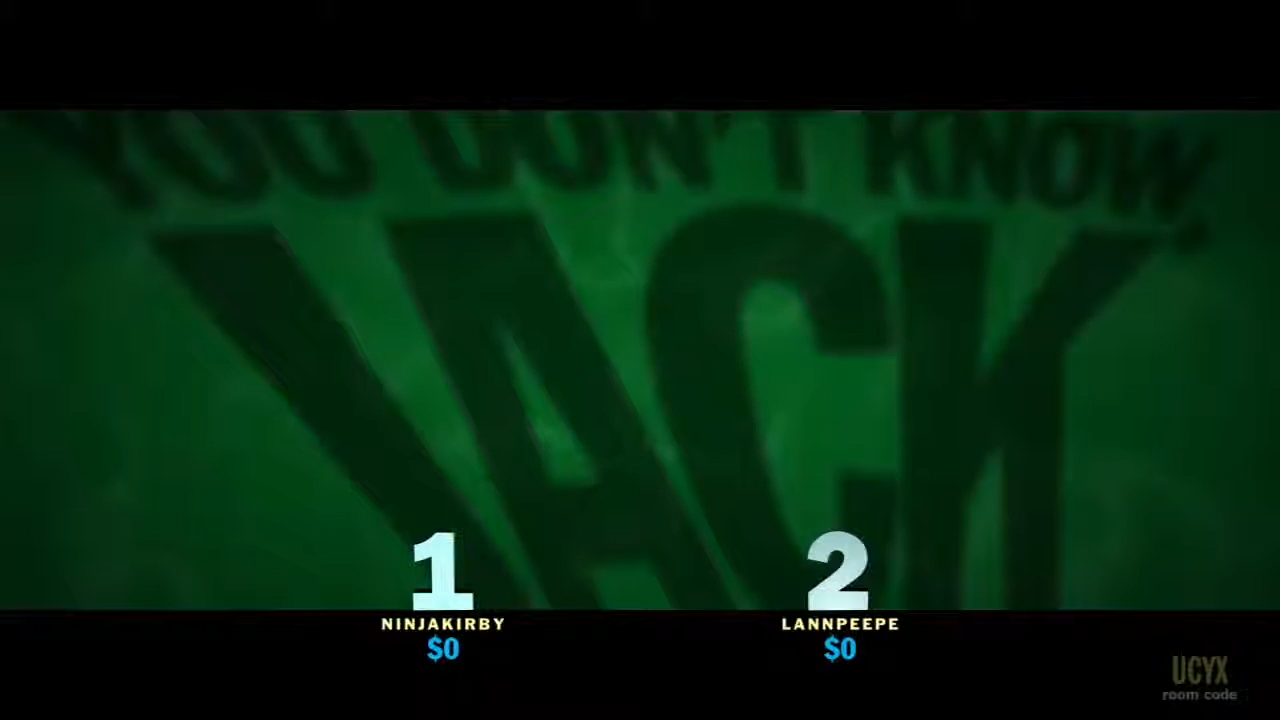 YOU DON'T KNOW
JACK
1
2
NINJAKIRBY
LANNPEEPE
$0
$0
UCYX
room code